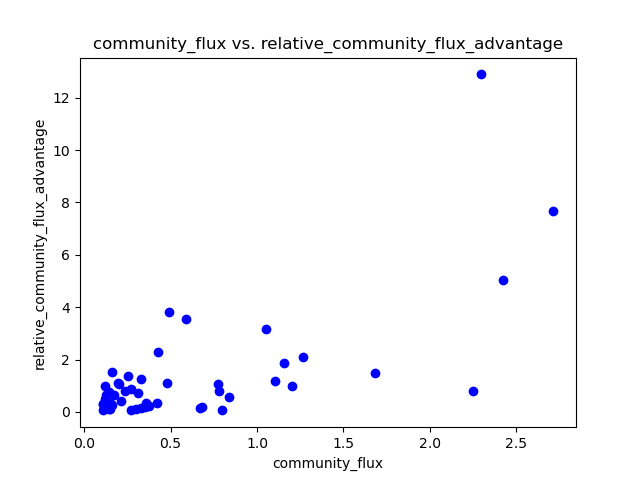 community_flux vs. relative_community_flux_advantage
relative_community_flux_advantage
12
10
8
6
4
2
0
0.0 0.5 1.0 1.5 2.0 2.5
community_flux